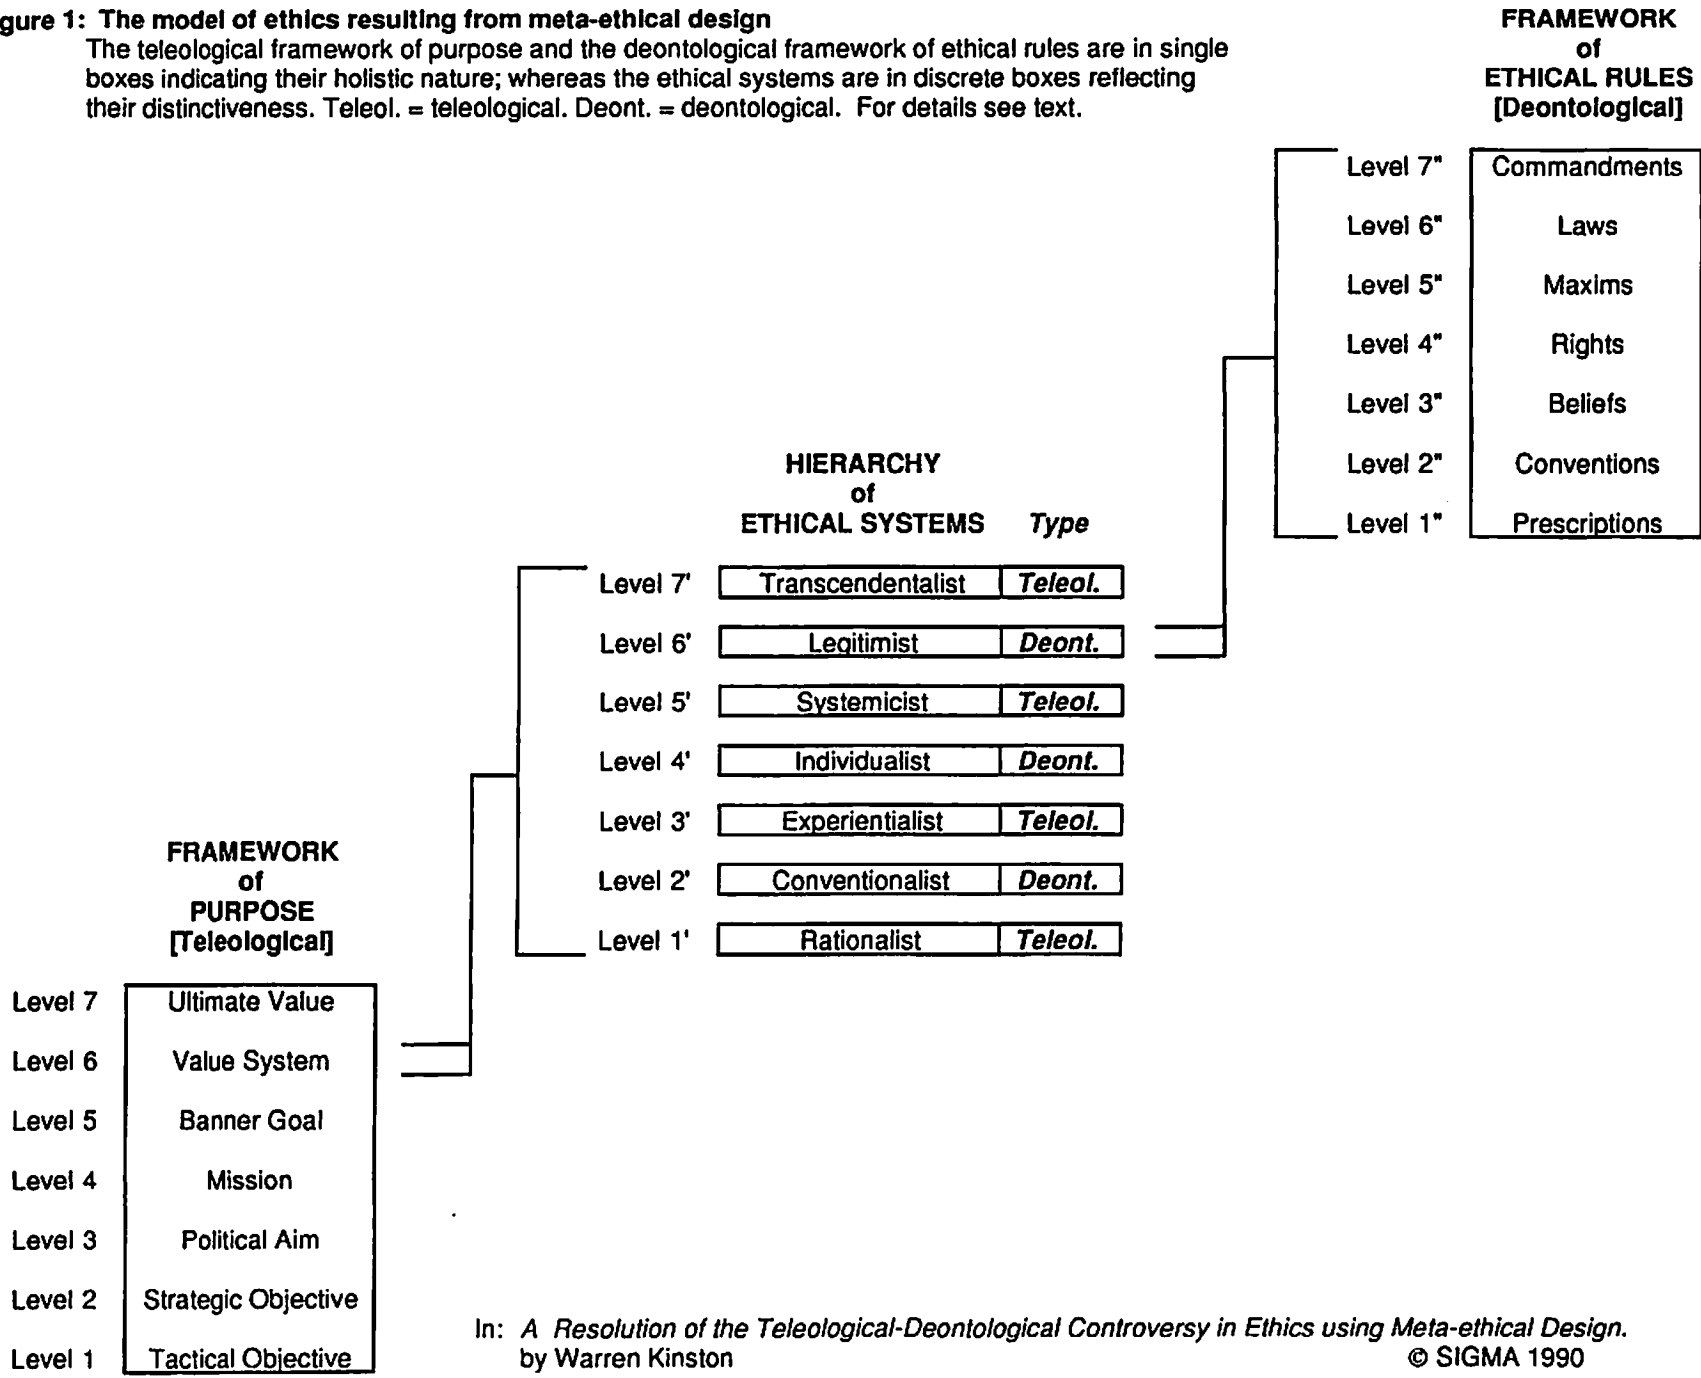 gure 1: The model of ethics resulting from meta-ethical design
The teleological framework of purpose and the deontological framework of ethical rules are in single
boxes indicating their holistic nature; whereas the ethical systems are in discrete boxes reflecting
their distinctiveness. Teleol. = teleological. Deont. = deontological. For details see text.
FRAMEWORK
of
ETHICAL RULES
[Deontological]
Level 7" Commandments
Level 6" Laws
Level 5" Maxims
Level 4" Rights
Level 3" Beliefs
Level 2" Conventions
Level 1" Prescriptions
HIERARCHY
of
ETHICAL SYSTEMS Type
Level 7' Transcendentalist Teleol.
Level 6' Legitimist Deont.
Level 5' Systemicist Teleol.
Level 4' Individualist Deont.
Level 3' Experientialist Teleol.
Level 2' Conventionalist Deont.
Level 1' Rationalist Teleol.
FRAMEWORK
of
PURPOSE
[Teleological]
Level 7 Ultimate Value
Level 6 Value System
Level 5 Banner Goal
Level 4 Mission
Level 3 Political Aim
Level 2 Strategic Objective
Level 1 Tactical Objective
In: A Resolution of the Teleological-Deontological Controversy in Ethics using Meta-ethical Design.
by Warren Kinston © SIGMA 1990